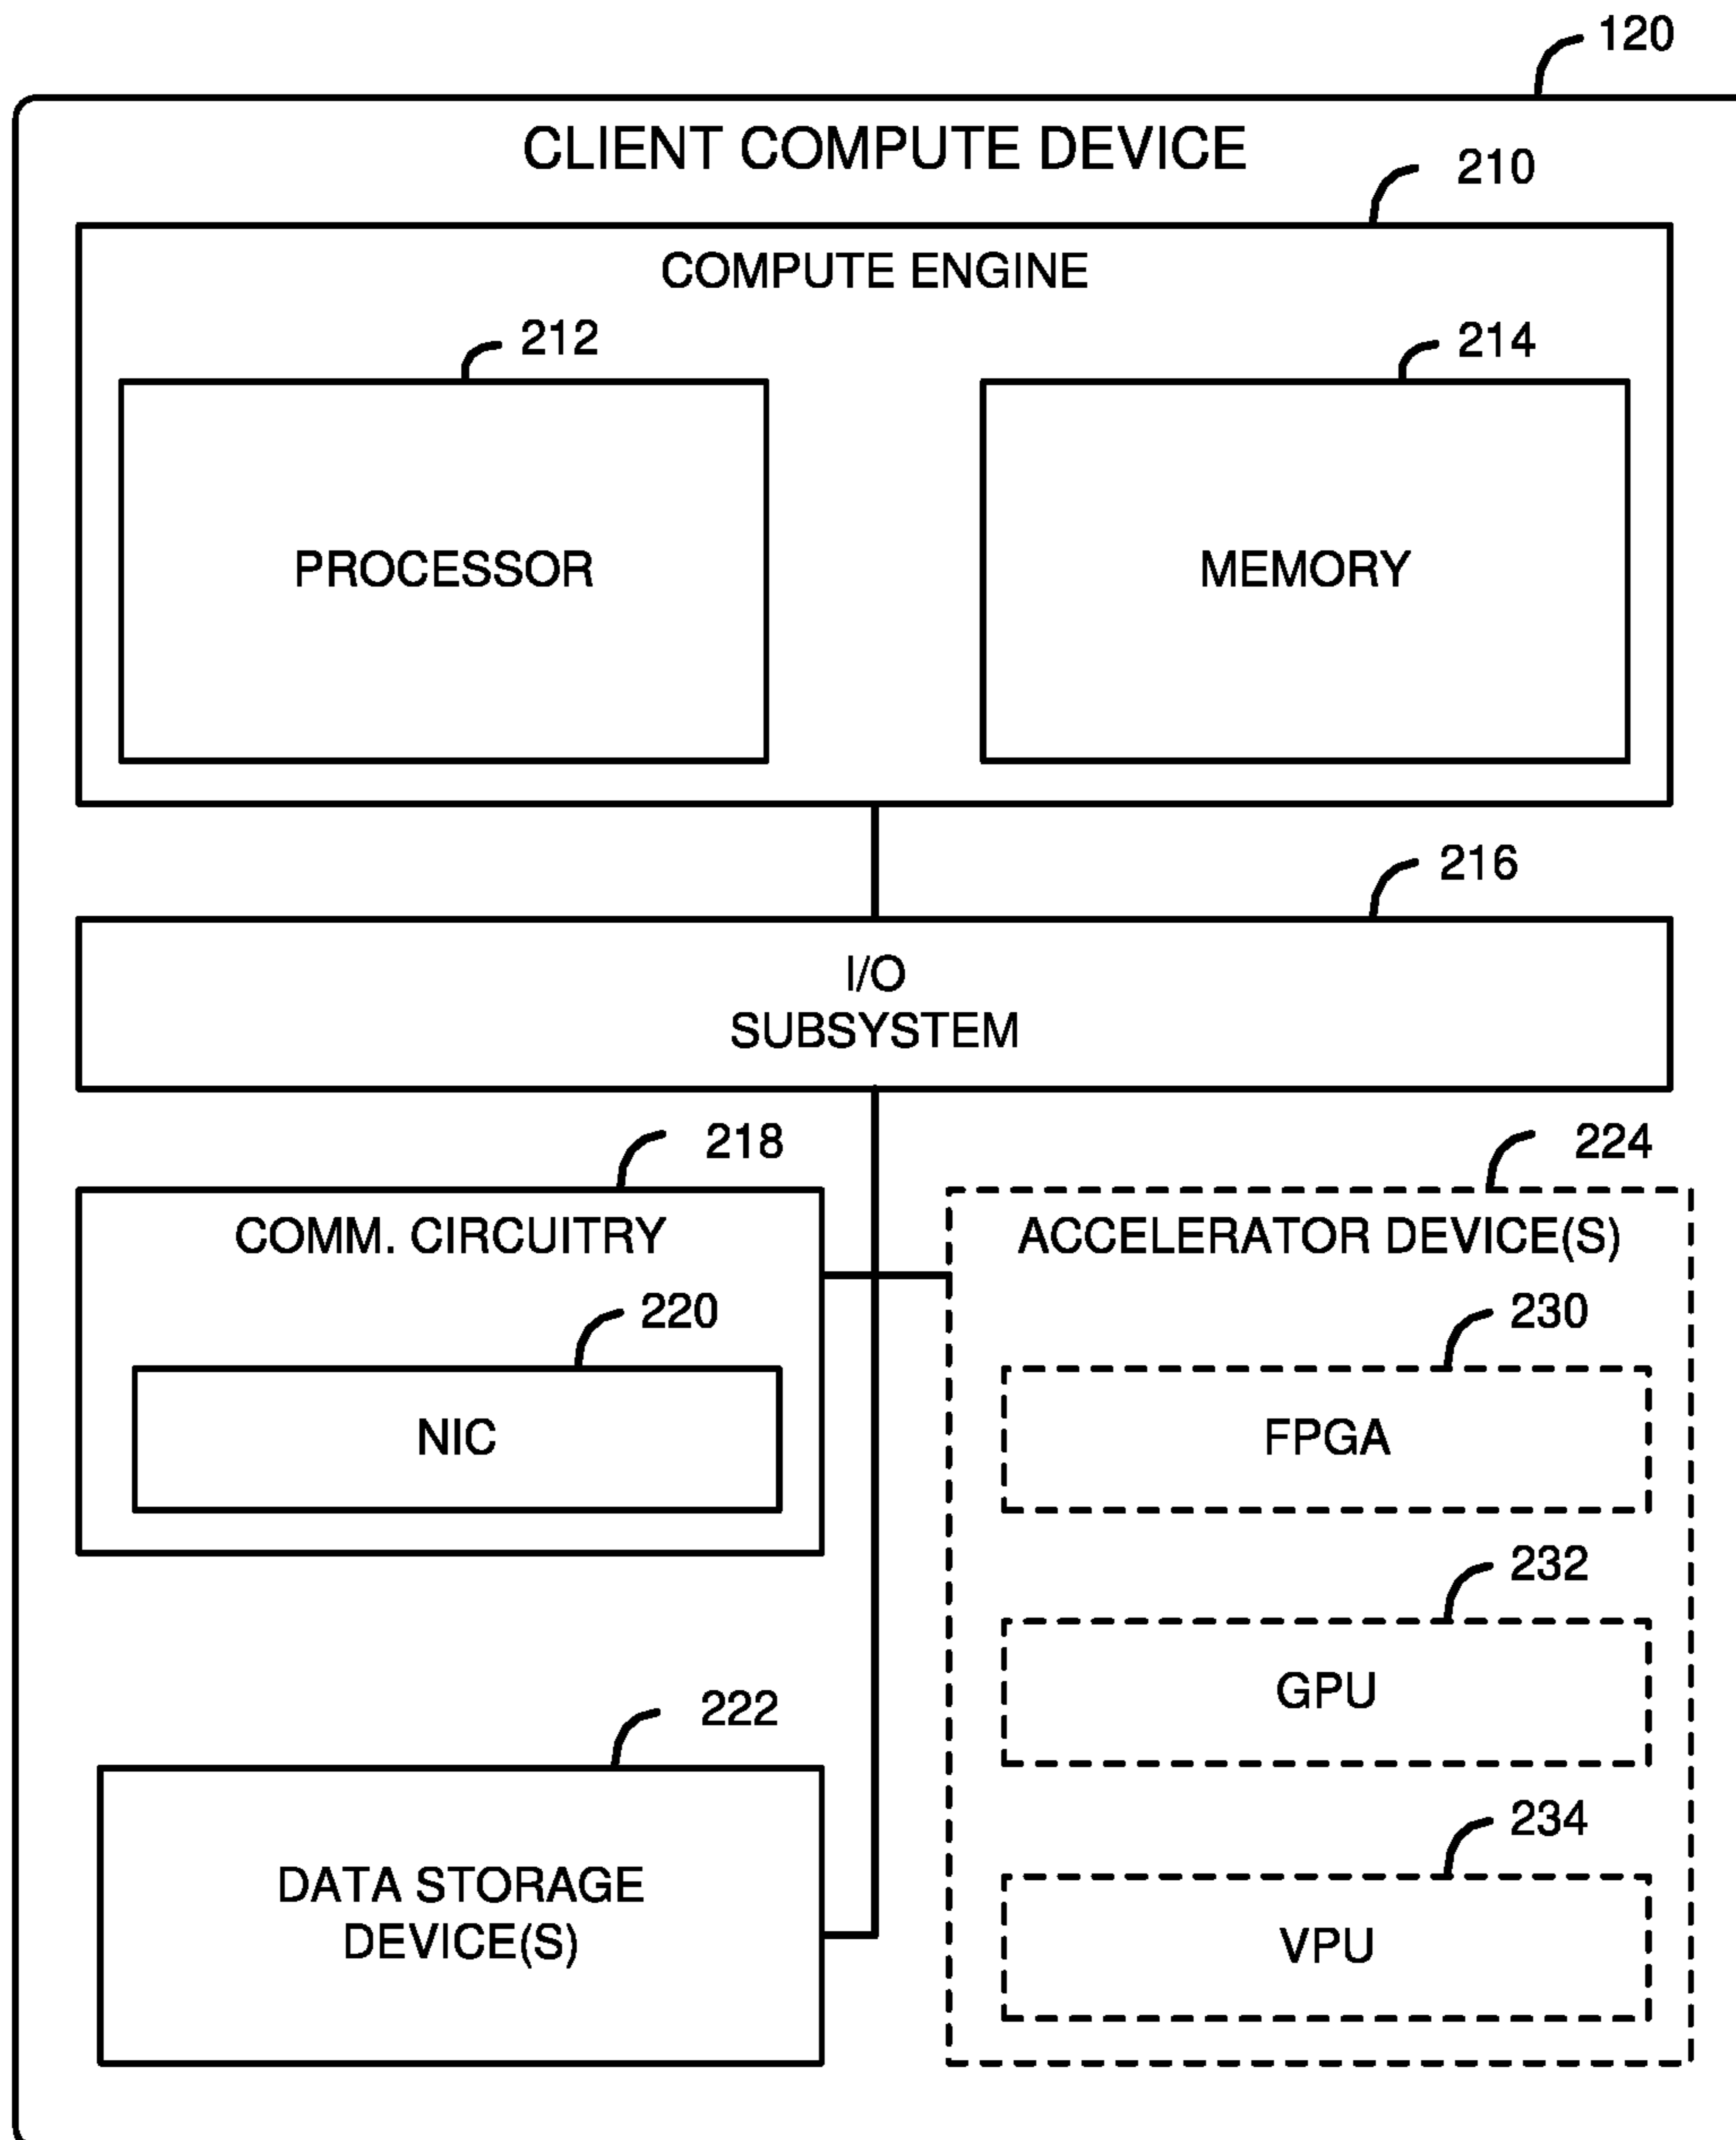 120
CLIENT COMPUTE DEVICE
210
COMPUTE ENGINE
212
214
PROCESSOR
MEMORY
216
I/O
SUBSYSTEM
218
224
COMM. CIRCUITRY
ACCELERATOR DEVICE(S)
220
230
NIC
FPGA
232
GPU
222
234
DATA STORAGE
DEVICE(S)
VPU